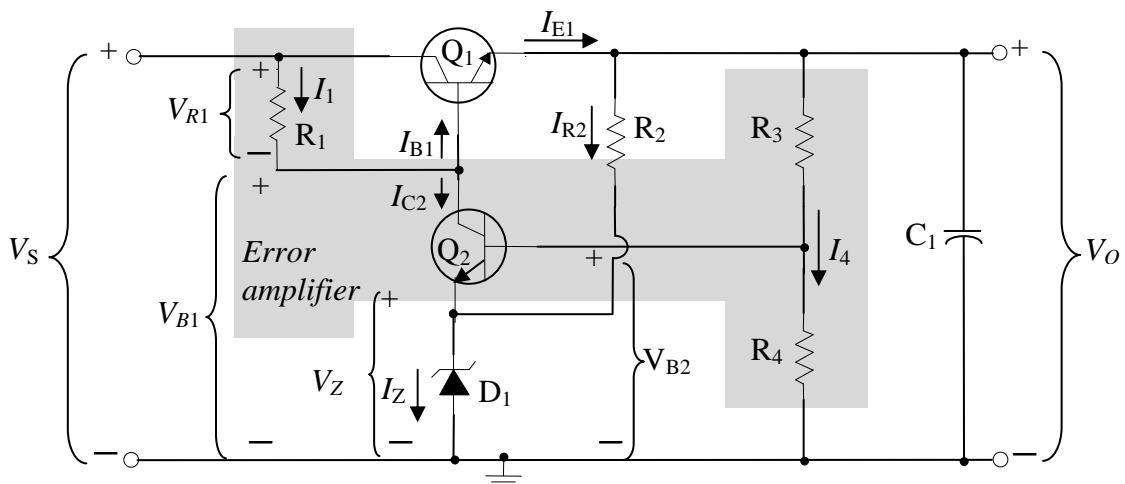 I_E1
Q_1
+
+
+
I_1
V_R1
R_1
I_B1
I_R2
R_2
R_3
−
+
I_C2
V_S
Error
amplifier
Q_2
+
I_4
C_1
V_O
V_B1
+
V_Z
I_Z
D_1
V_B2
R_4
−
−
−
−
−